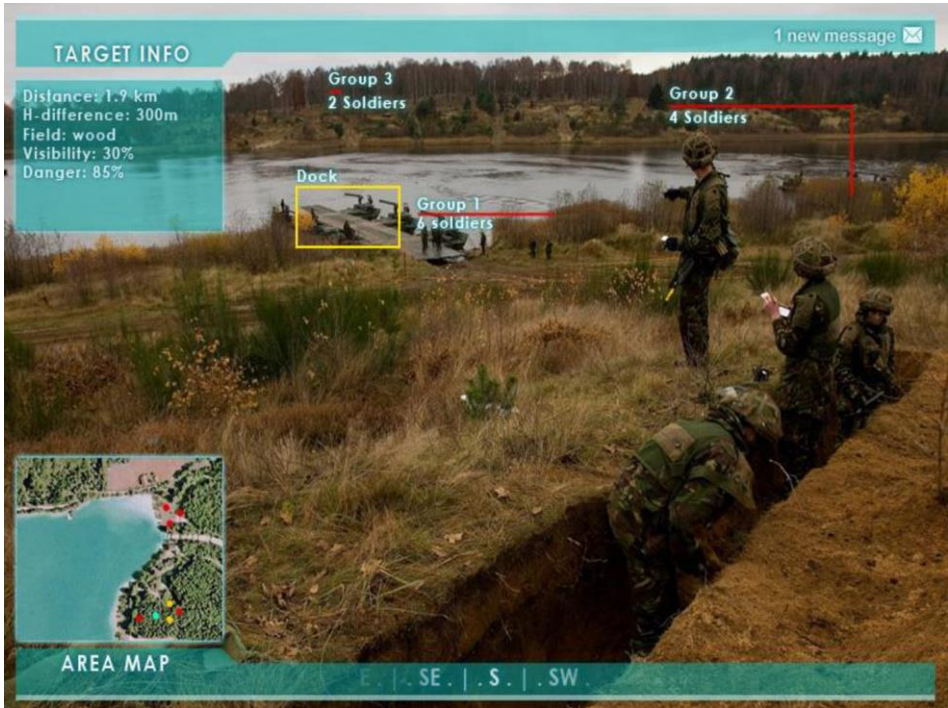 1 new message
TARGET INFO
Distance: 1.9 km
H-difference: 300m
Field: wood
Visibility: 30%
Danger: 85%
Group 3
2 Soldiers
Group 2
4 Soldiers
Dock
Group 1
6 soldiers
AREA MAP
E . | . SE . | . S . | . SW .